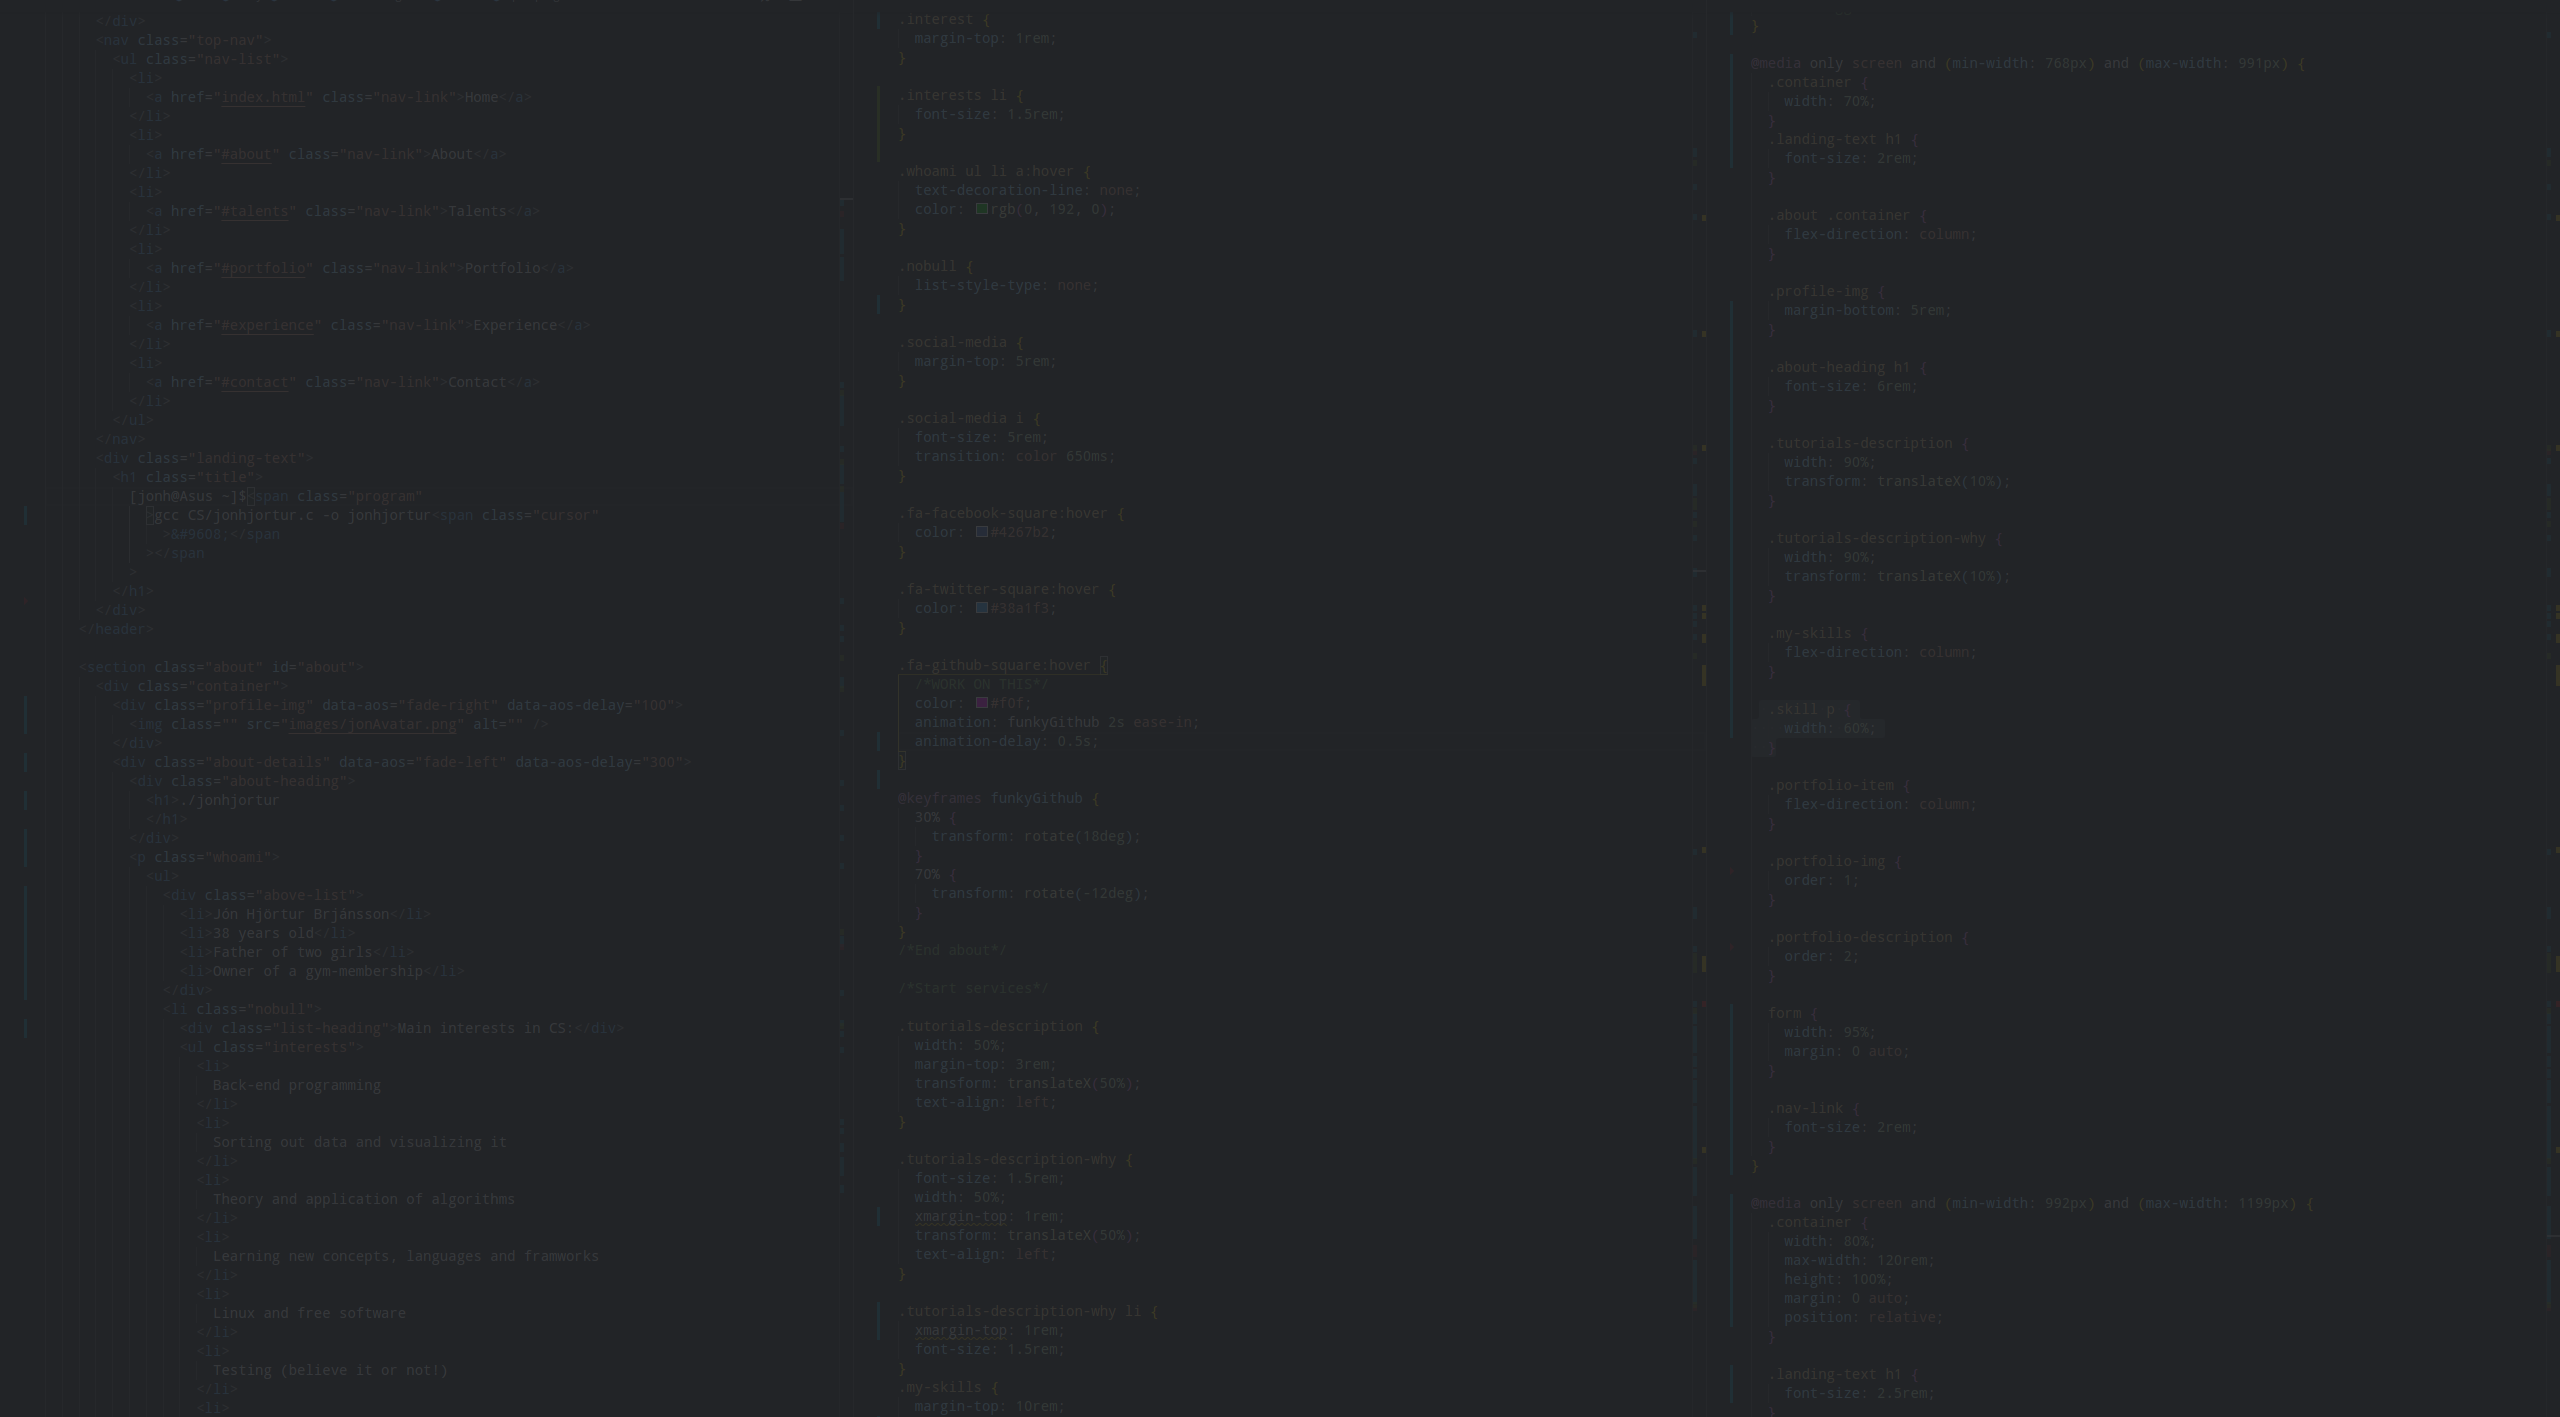 </div>
<nav class="top-nav">
<ul class="nav-list">
<li>
<a href="index.html" class="nav-link">Home</a>
</li>
<li>
<a href="#about" class="nav-link">About</a>
</li>
<li>
<a href="#talents" class="nav-link">Talents</a>
</li>
<li>
<a href="#portfolio" class="nav-link">Portfolio</a>
</li>
<li>
<a href="#experience" class="nav-link">Experience</a>
</li>
<li>
<a href="#contact" class="nav-link">Contact</a>
</li>
</ul>
</nav>
<div class="landing-text">
<h1 class="title">
[jonh@Asus ~]$<span class="program"
>gcc CS/jonhjortur.c -o jonhjortur<span class="cursor"
>&#9608;</span
></span
>
</h1>
</div>
</header>
<section class="about" id="about">
<div class="container">
<div class="profile-img" data-aos="fade-right" data-aos-delay="100">
<img class="" src="images/jonAvatar.png" alt="" />
</div>
<div class="about-details" data-aos="fade-left" data-aos-delay="300">
<div class="about-heading">
<h1>./jonhjortur
</h1>
</div>
<p class="whoami">
<ul>
<div class="above-list">
<li>Jón Hjörtur Brjánsson</li>
<li>38 years old</li>
<li>Father of two girls</li>
<li>Owner of a gym-membership</li>
</div>
<li class="nobull">
<div class="list-heading">Main interests in CS:</div>
<ul class="interests">
<li>
Back-end programming
</li>
<li>
Sorting out data and visualizing it
</li>
<li>
Theory and application of algorithms
</li>
<li>
Learning new concepts, languages and framworks
</li>
<li>
Linux and free software
</li>
<li>
Testing (believe it or not!)
</li>
<li>
.interest {
margin-top: 1rem;
}
.interests li {
font-size: 1.5rem;
}
.whoami ul li a:hover {
text-decoration-line: none;
color: rgb(0, 192, 0);
}
.nobull {
list-style-type: none;
}
.social-media {
margin-top: 5rem;
}
.social-media i {
font-size: 5rem;
transition: color 650ms;
}
.fa-facebook-square:hover {
color: #4267b2;
}
.fa-twitter-square:hover {
color: #38a1f3;
}
.fa-github-square:hover {
/*WORK ON THIS*/
color: #f0f;
animation: funkyGithub 2s ease-in;
animation-delay: 0.5s;
}
@keyframes funkyGithub {
30% {
transform: rotate(18deg);
}
70% {
transform: rotate(-12deg);
}
}
/*End about*/
/*Start services*/
.tutorials-description {
width: 50%;
margin-top: 3rem;
transform: translateX(50%);
text-align: left;
}
.tutorials-description-why {
font-size: 1.5rem;
width: 50%;
xmargin-top: 1rem;
transform: translateX(50%);
text-align: left;
}
.tutorials-description-why li {
xmargin-top: 1rem;
font-size: 1.5rem;
}
.my-skills {
margin-top: 10rem;
}
@media only screen and (min-width: 768px) and (max-width: 991px) {
.container {
width: 70%;
}
.landing-text h1 {
font-size: 2rem;
}
.about .container {
flex-direction: column;
}
.profile-img {
margin-bottom: 5rem;
}
.about-heading h1 {
font-size: 6rem;
}
.tutorials-description {
width: 90%;
transform: translateX(10%);
}
.tutorials-description-why {
width: 90%;
transform: translateX(10%);
}
.my-skills {
flex-direction: column;
}
.skill p {
width: 60%;
}
.portfolio-item {
flex-direction: column;
}
.portfolio-img {
order: 1;
}
.portfolio-description {
order: 2;
}
form {
width: 95%;
margin: 0 auto;
}
.nav-link {
font-size: 2rem;
}
}
@media only screen and (min-width: 992px) and (max-width: 1199px) {
.container {
width: 80%;
max-width: 120rem;
height: 100%;
margin: 0 auto;
position: relative;
}
.landing-text h1 {
font-size: 2.5rem;
}